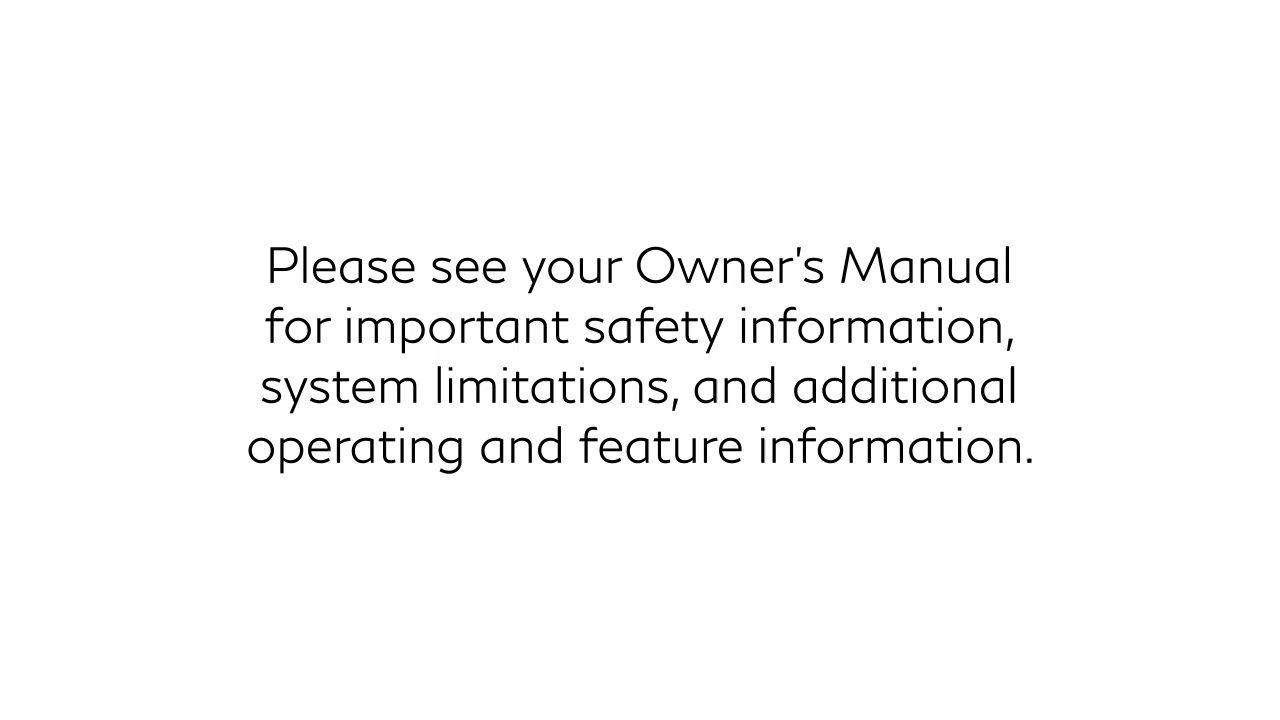 Please see your Owner's Manual
for important safety information,
system limitations, and additional
operating and feature information.